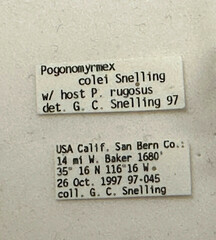 Pogonomyrmex
colei Snelling
w/ host P. rugosus
det. G. C. Snelling 97
USA Calif. San Bern Co.:
14 mi W. Baker 1680'
35° 16 N 116°16 W.
26 Oct. 1997 97-045
coll. G. C. Snelling